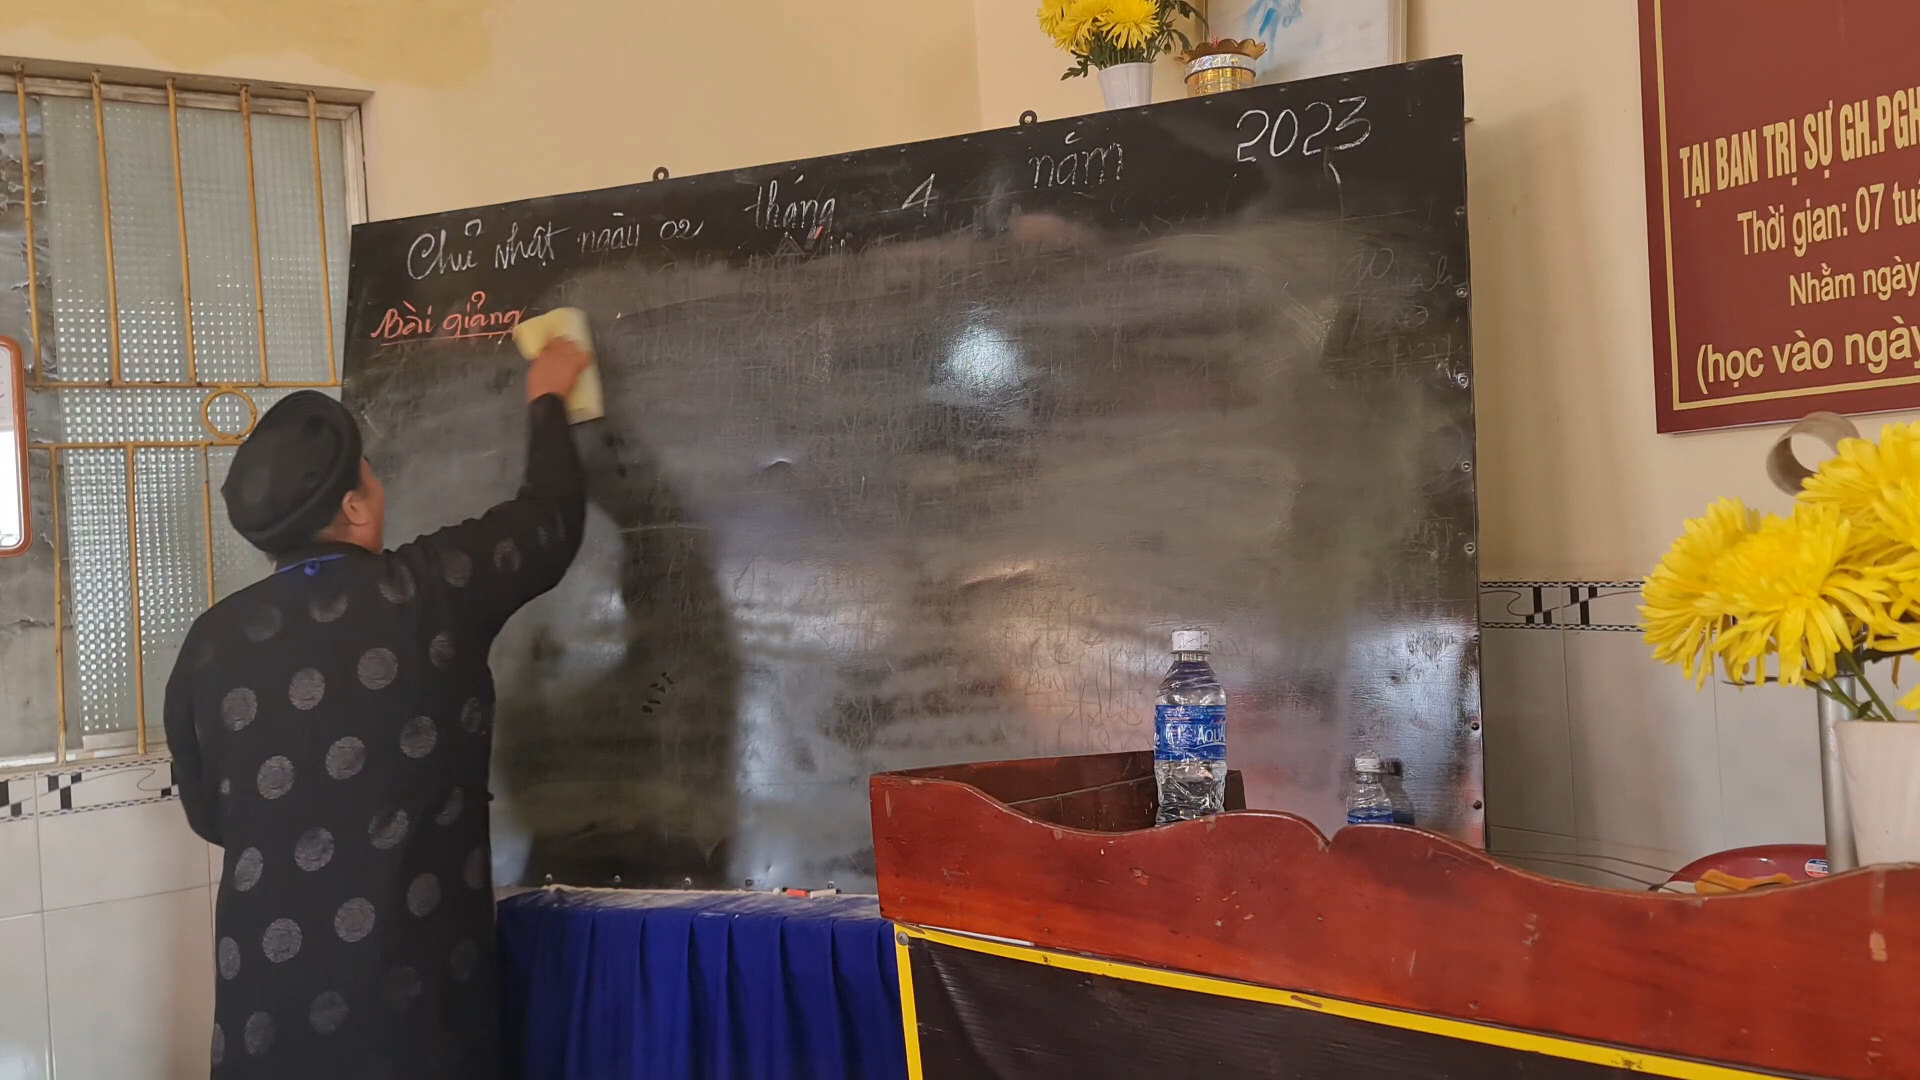 Chủ nhật ngày 02 tháng 4 năm 2023
Bài giảng
TẠI BAN TRỊ SỰ GH.PGH
Thời gian: 07 tu
Nhằm ngày
(học vào ngày
AQUA